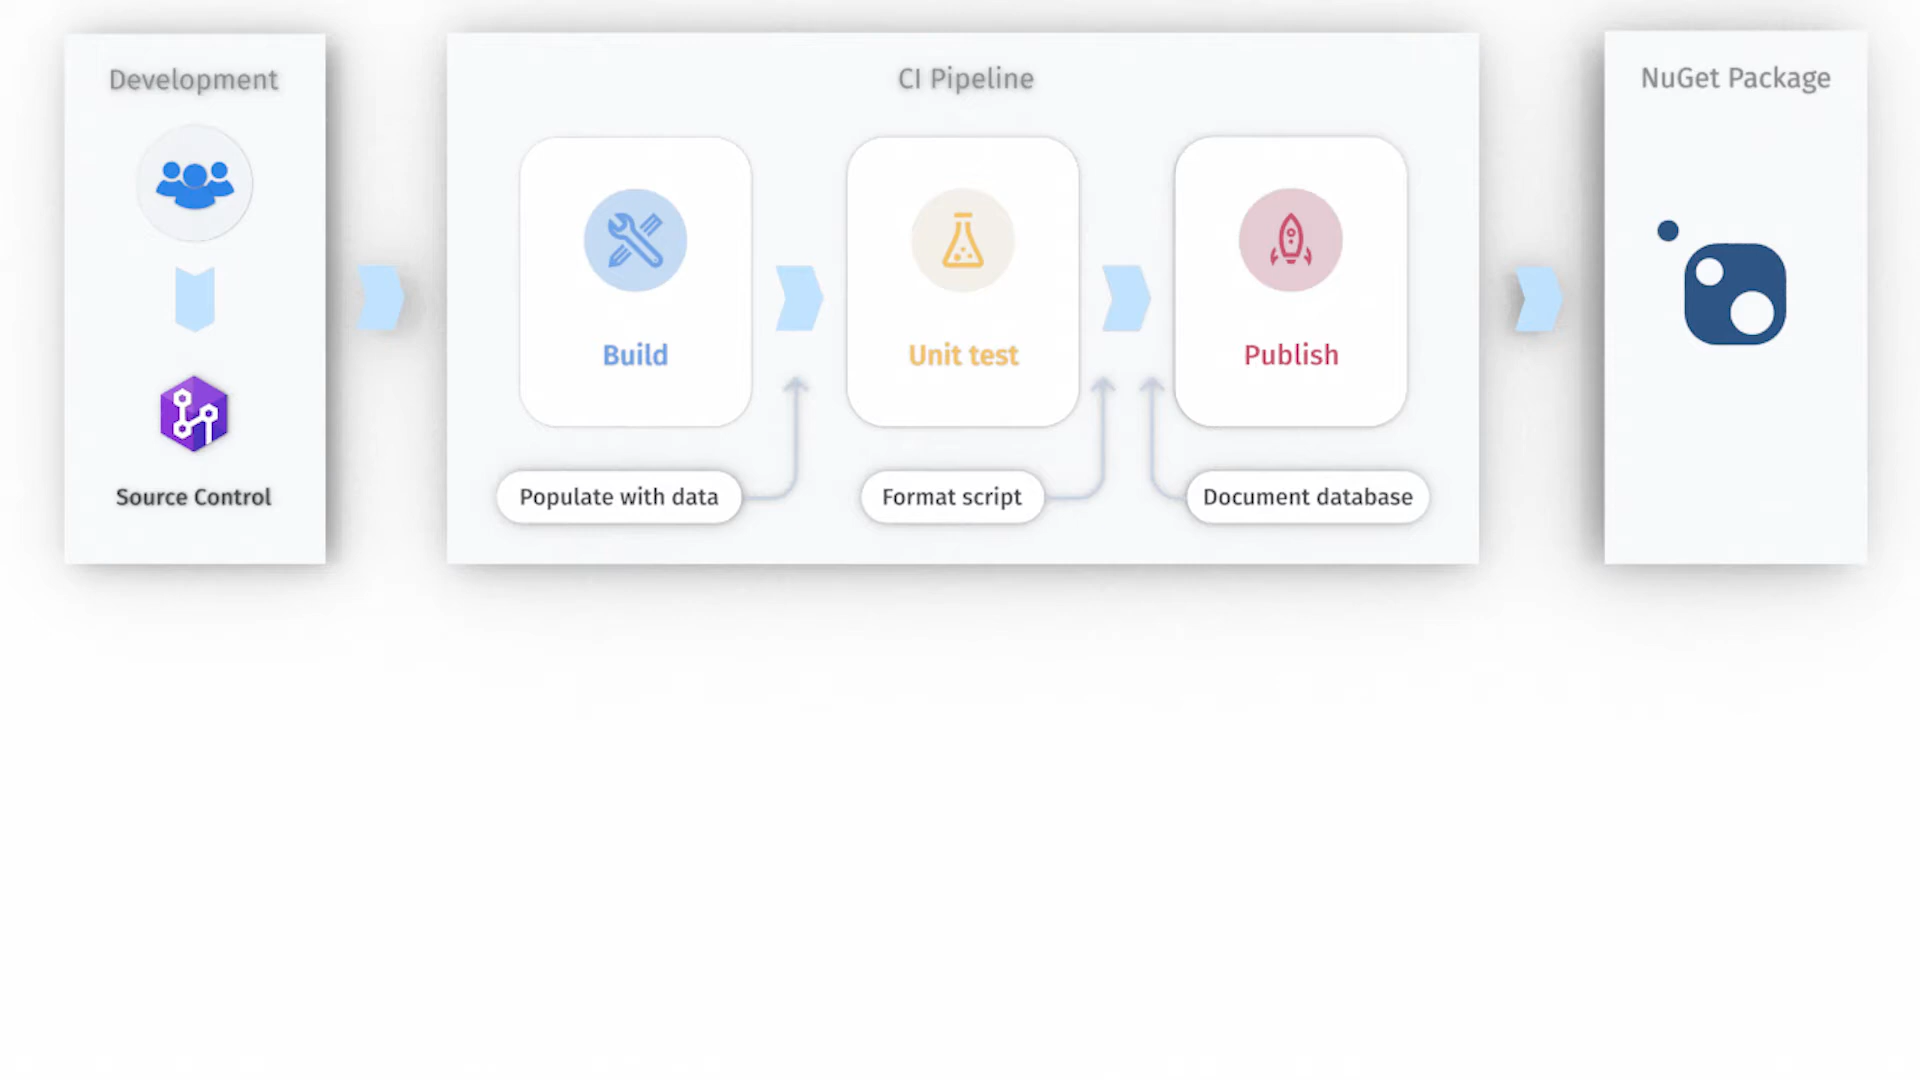 Development
Source Control
CI Pipeline
Build
Unit test
Publish
Populate with data
Format script
Document database
NuGet Package